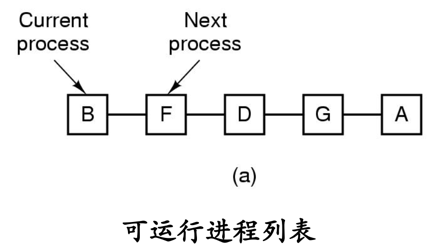 Current process
Next process
B F D G A
(a)
可运行进程列表